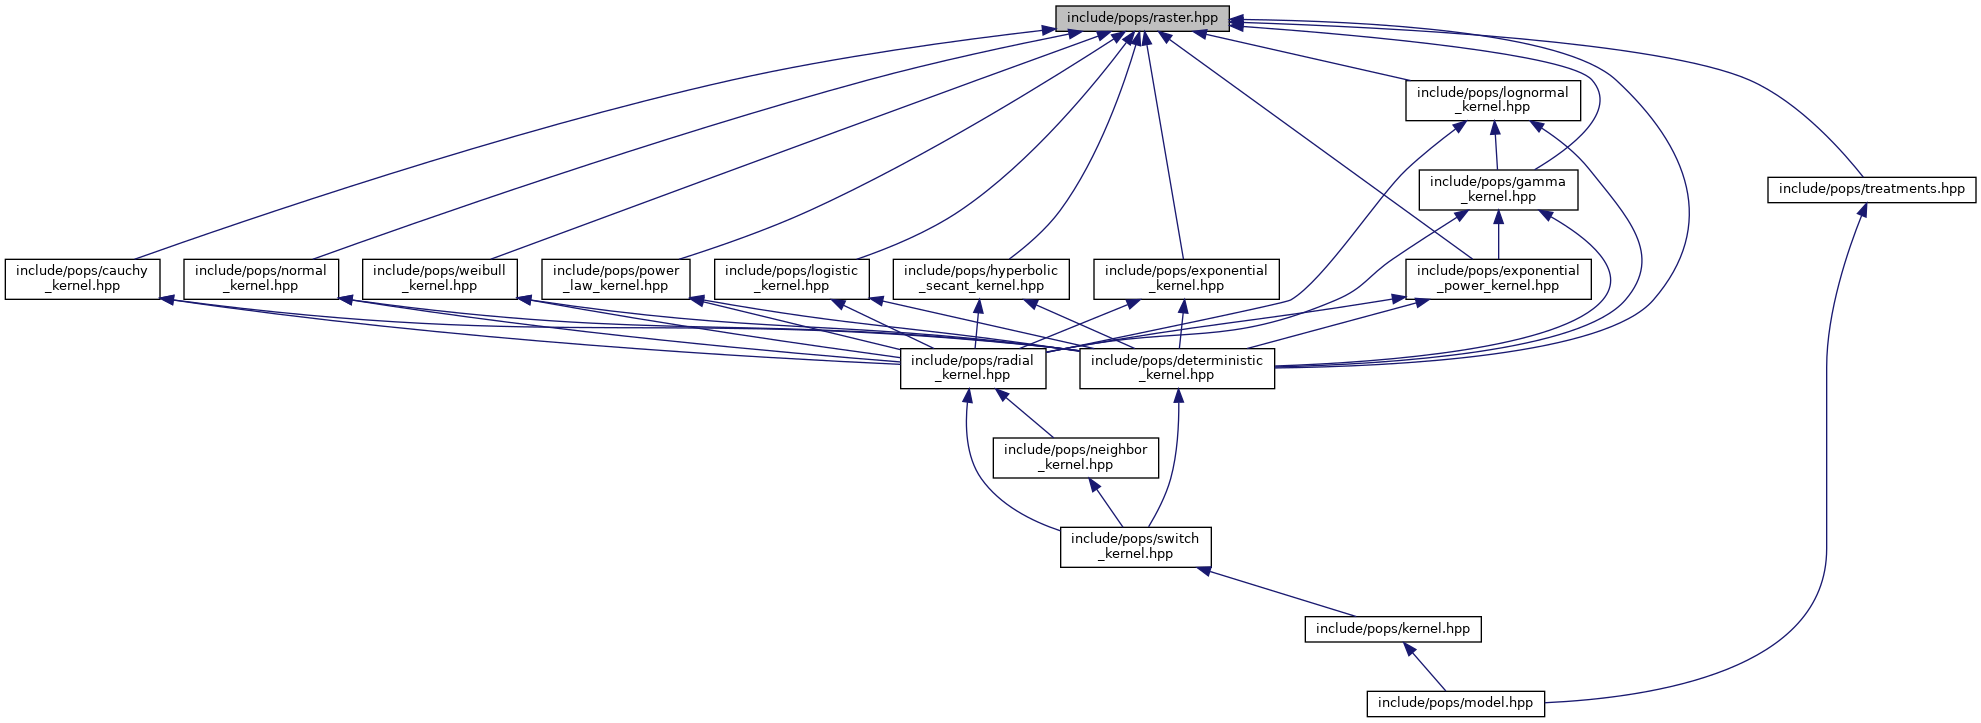 include/pops/raster.hpp
include/pops/lognormal
_kernel.hpp
include/pops/gamma
_kernel.hpp
include/pops/treatments.hpp
include/pops/cauchy
_kernel.hpp
include/pops/normal
_kernel.hpp
include/pops/weibull
_kernel.hpp
include/pops/power
_law_kernel.hpp
include/pops/logistic
_kernel.hpp
include/pops/hyperbolic
_secant_kernel.hpp
include/pops/exponential
_kernel.hpp
include/pops/exponential
_power_kernel.hpp
include/pops/radial
_kernel.hpp
include/pops/deterministic
_kernel.hpp
include/pops/neighbor
_kernel.hpp
include/pops/switch
_kernel.hpp
include/pops/kernel.hpp
include/pops/model.hpp